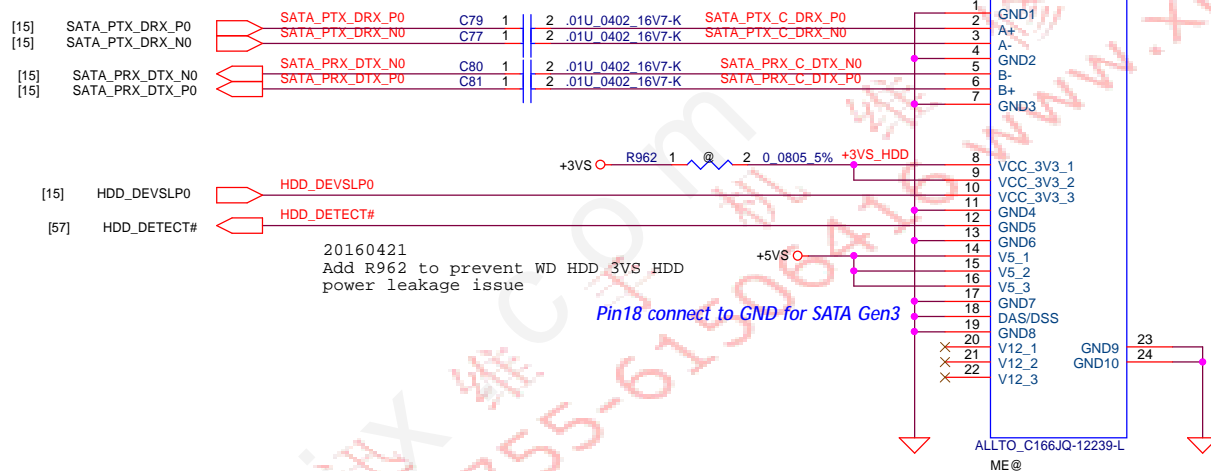 1 GND1
[15] SATA_PTX_DRX_P0 SATA_PTX_DRX_P0 C79 1 2 .01U_0402_16V7-K SATA_PTX_C_DRX_P0 2 A+
[15] SATA_PTX_DRX_N0 SATA_PTX_DRX_N0 C77 1 2 .01U_0402_16V7-K SATA_PTX_C_DRX_N0 3 A-
4 GND2
[15] SATA_PRX_DTX_N0 SATA_PRX_DTX_N0 C80 1 2 .01U_0402_16V7-K SATA_PRX_C_DTX_N0 5 B-
[15] SATA_PRX_DTX_P0 SATA_PRX_DTX_P0 C81 1 2 .01U_0402_16V7-K SATA_PRX_C_DTX_P0 6 B+
7 GND3
+3VS R962 1 @ 2 0_0805_5% +3VS_HDD 8 VCC_3V3_1
9 VCC_3V3_2
[15] HDD_DEVSLP0 HDD_DEVSLP0 10 VCC_3V3_3
11 GND4
[57] HDD_DETECT# HDD_DETECT# 12 GND5
13 GND6
20160421
Add R962 to prevent WD HDD 3VS HDD
power leakage issue
+5VS 14 V5_1
15 V5_2
16 V5_3
17 GND7
Pin18 connect to GND for SATA Gen3 18 DAS/DSS
19 GND8
20 V12_1 GND9 23
21 V12_2 GND10 24
22 V12_3
ALLTO_C166JQ-12239-L
ME@